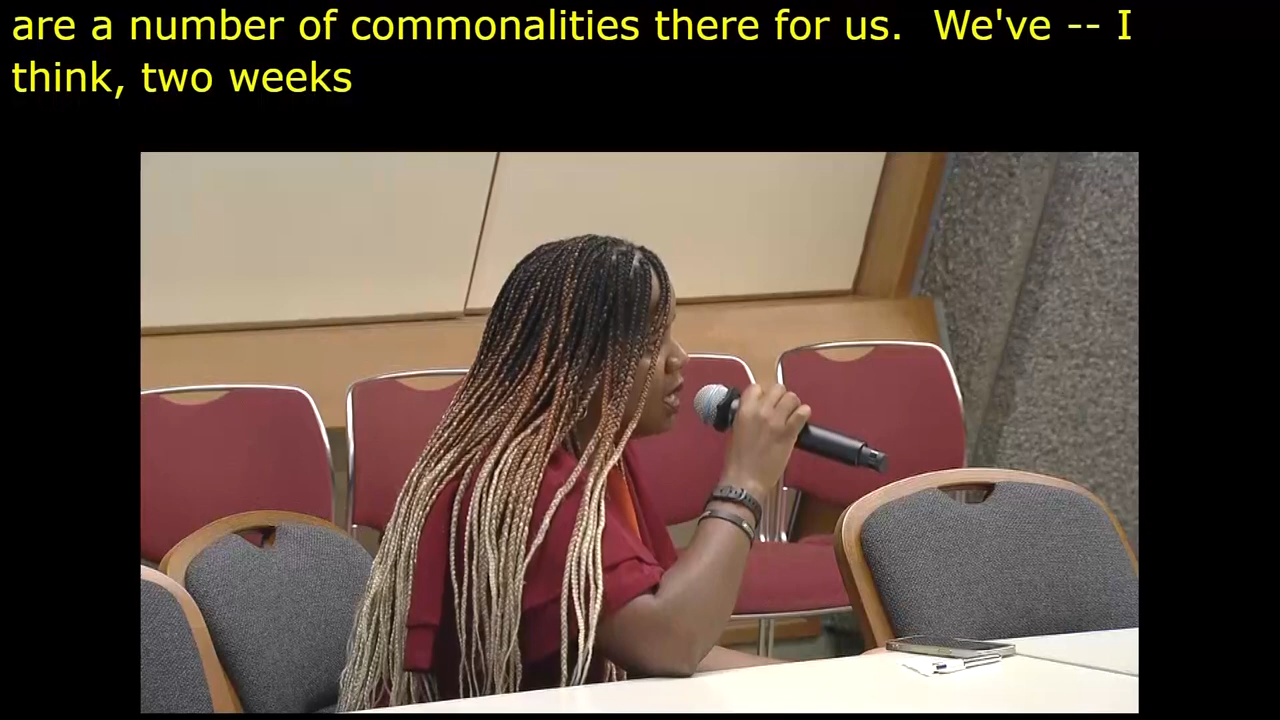 are a number of commonalities there for us.  We've -- I
think, two weeks